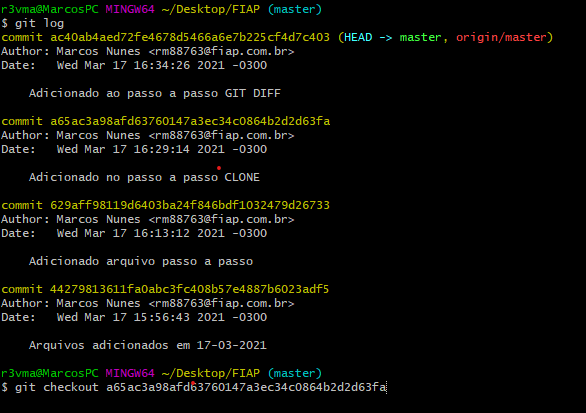 r3vma@MarcosPC MINGW64 ~/Desktop/FIAP (master)
$ git log
commit ac40ab4aed72fe4678d5466a6e7b225cf4d7c403 (HEAD -> master, origin/master)
Author: Marcos Nunes <rm88763@fiap.com.br>
Date:   Wed Mar 17 16:34:26 2021 -0300

    Adicionado ao passo a passo GIT DIFF

commit a65ac3a98afd63760147a3ec34c0864b2d2d63fa
Author: Marcos Nunes <rm88763@fiap.com.br>
Date:   Wed Mar 17 16:29:14 2021 -0300

    Adicionado no passo a passo CLONE

commit 629aff98119d6403ba24f846bdf1032479d26733
Author: Marcos Nunes <rm88763@fiap.com.br>
Date:   Wed Mar 17 16:13:12 2021 -0300

    Adicionado arquivo passo a passo

commit 44279813611fa0abc3fc408b57e4887b6023adf5
Author: Marcos Nunes <rm88763@fiap.com.br>
Date:   Wed Mar 17 15:56:43 2021 -0300

    Arquivos adicionados em 17-03-2021

r3vma@MarcosPC MINGW64 ~/Desktop/FIAP (master)
$ git checkout a65ac3a98afd63760147a3ec34c0864b2d2d63fa